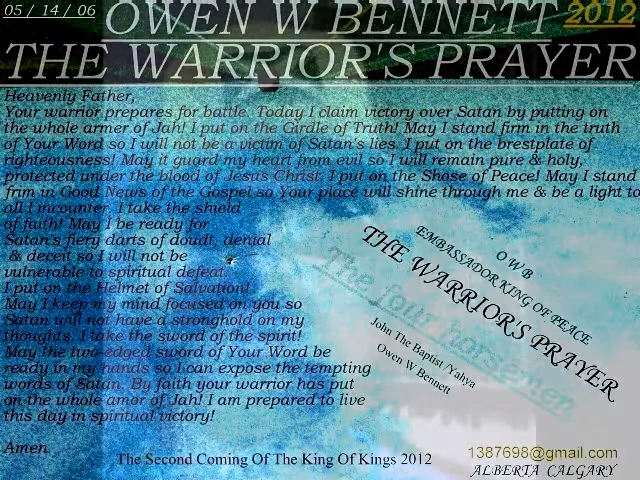 05 / 14 / 06
OWEN W BENNETT
2012
THE WARRIOR'S PRAYER
Heavenly Father,
Your warrior prepares for battle. Today I claim victory over Satan by putting on
the whole armer of Jah! I put on the Girdle of Truth! May I stand firm in the truth
of Your Word so I will not be a victim of Satan's lies. I put on the brestplate of
righteousness! May it guard my heart from evil so I will remain pure & holy,
protected under the blood of Jesus Christ. I put on the Shose of Peace! May I stand
frim in Good News of the Gospel so Your place will shine through me & be a light to
all I incounter. I take the shield
of faith! May I be ready for
Satan's fiery darts of doudt, denial
& deceit so I will not be
vulnerable to spiritual defeat.
I put on the Helmet of Salvation!
May I keep my mind focused on you so
Satan will not have a stronghold on my
thoughts. I take the sword of the spirit!
May the two-edged sword of Your Word be
ready in my hands so I can expose the tempting
words of Satan. By faith your warrior has put
on the whole amor of Jah! I am prepared to live
this day in spiritual victory!
Amen
O W B
EMBASSADOR KING OF PEACE
THE WARRIOR'S PRAYER
The four horsemen
John The Baptist /Yahya
Owen W Bennett
The Second Coming Of The King Of Kings 2012
1387698@gmail.com
ALBERTA CALGARY